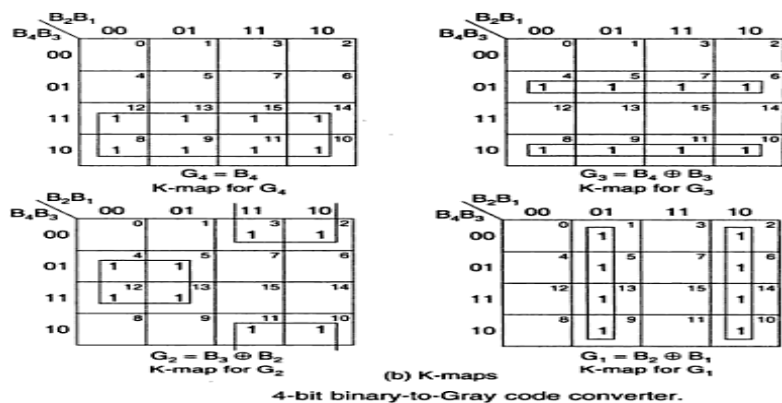 B₂B₁
B₄B₃ 00 01 11 10
0 1 3 2
00
4 5 7 6
01
12 13 15 14
11 1 1 1 1
8 9 11 10
10 1 1 1 1
G₄ = B₄
K-map for G₄
B₂B₁
B₄B₃ 00 01 11 10
0 1 3 2
00
4 5 7 6
01 1 1 1 1
12 13 15 14
11
8 9 11 10
10 1 1 1 1
G₃ = B₄ ⊕ B₃
K-map for G₃
B₂B₁
B₄B₃ 00 01 11 10
0 1 3 2
00 1 1
4 5 7 6
01 1 1
12 13 15 14
11 1 1
8 9 11 10
10 1 1
G₂ = B₃ ⊕ B₂
K-map for G₂
B₂B₁
B₄B₃ 00 01 11 10
0 1 3 2
00 1 1
4 5 7 6
01 1 1
12 13 15 14
11 1 1
8 9 11 10
10 1 1
G₁ = B₂ ⊕ B₁
K-map for G₁
(b) K-maps
4-bit binary-to-Gray code converter.